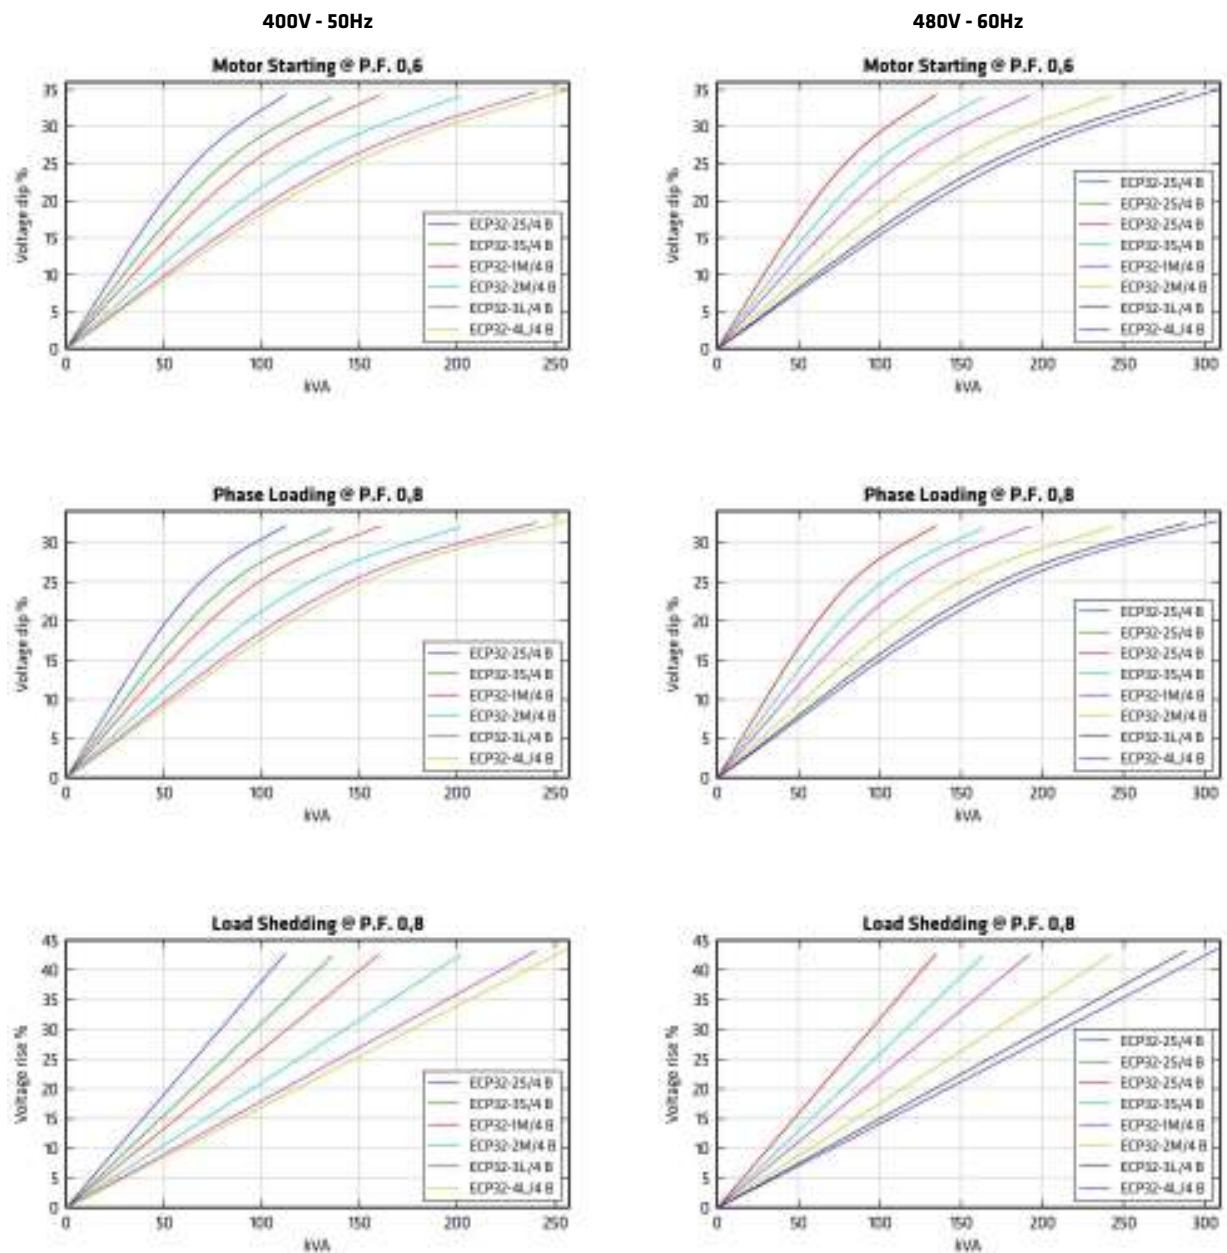 400V - 50Hz
480V - 60Hz
Motor Starting @ P.F. 0,6
Voltage dip %
35
30
25
20
15
10
5
0
ECP32-2S/4 B
ECP32-3S/4 B
ECP32-1M/4 B
ECP32-2M/4 B
ECP32-3L/4 B
ECP32-4L/4 B
0 50 100 150 200 250
kVA
Motor Starting @ P.F. 0,6
Voltage dip %
35
30
25
20
15
10
5
0
ECP32-2S/4 B
ECP32-2S/4 B
ECP32-2S/4 B
ECP32-3S/4 B
ECP32-1M/4 B
ECP32-2M/4 B
ECP32-3L/4 B
ECP32-4L/4 B
0 50 100 150 200 250 300
kVA
Phase Loading @ P.F. 0,8
Voltage dip %
30
25
20
15
10
5
0
ECP32-2S/4 B
ECP32-3S/4 B
ECP32-1M/4 B
ECP32-2M/4 B
ECP32-3L/4 B
ECP32-4L/4 B
0 50 100 150 200 250
kVA
Phase Loading @ P.F. 0,8
Voltage dip %
30
25
20
15
10
5
0
ECP32-2S/4 B
ECP32-2S/4 B
ECP32-2S/4 B
ECP32-3S/4 B
ECP32-1M/4 B
ECP32-2M/4 B
ECP32-3L/4 B
ECP32-4L/4 B
0 50 100 150 200 250 300
kVA
Load Shedding @ P.F. 0,8
Voltage rise %
45
40
35
30
25
20
15
10
5
0
ECP32-2S/4 B
ECP32-3S/4 B
ECP32-1M/4 B
ECP32-2M/4 B
ECP32-3L/4 B
ECP32-4L/4 B
0 50 100 150 200 250
kVA
Load Shedding @ P.F. 0,8
Voltage rise %
45
40
35
30
25
20
15
10
5
0
ECP32-2S/4 B
ECP32-2S/4 B
ECP32-2S/4 B
ECP32-3S/4 B
ECP32-1M/4 B
ECP32-2M/4 B
ECP32-3L/4 B
ECP32-4L/4 B
0 50 100 150 200 250 300
kVA